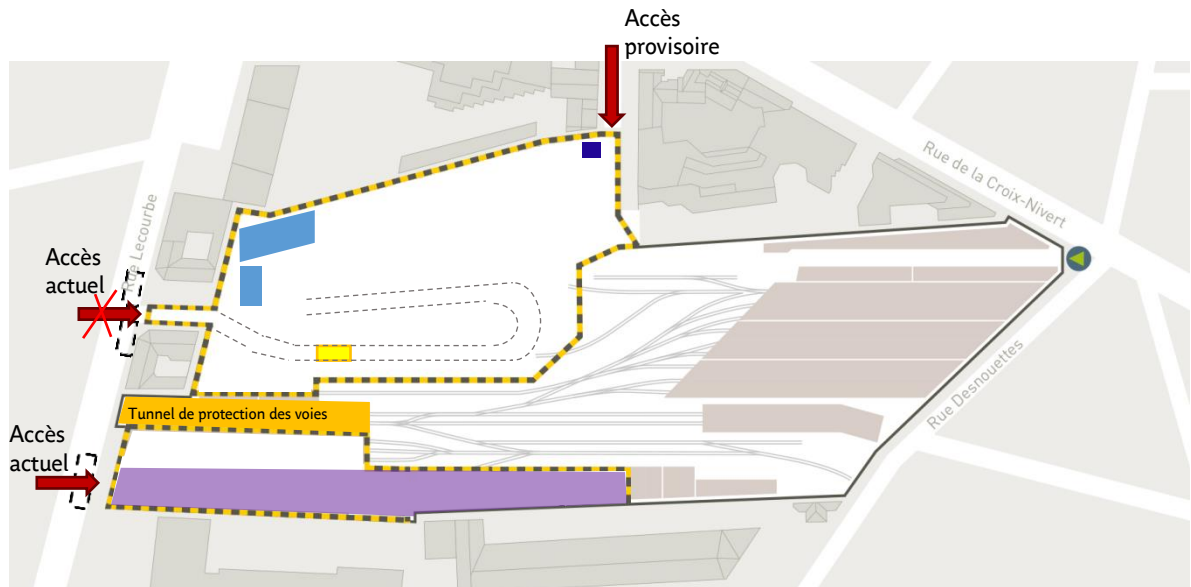 Accès
provisoire
Rue de la Croix-Nivert
Rue Lecourbe
Accès
actuel
Rue Desnouettes
Tunnel de protection des voies
Accès
actuel